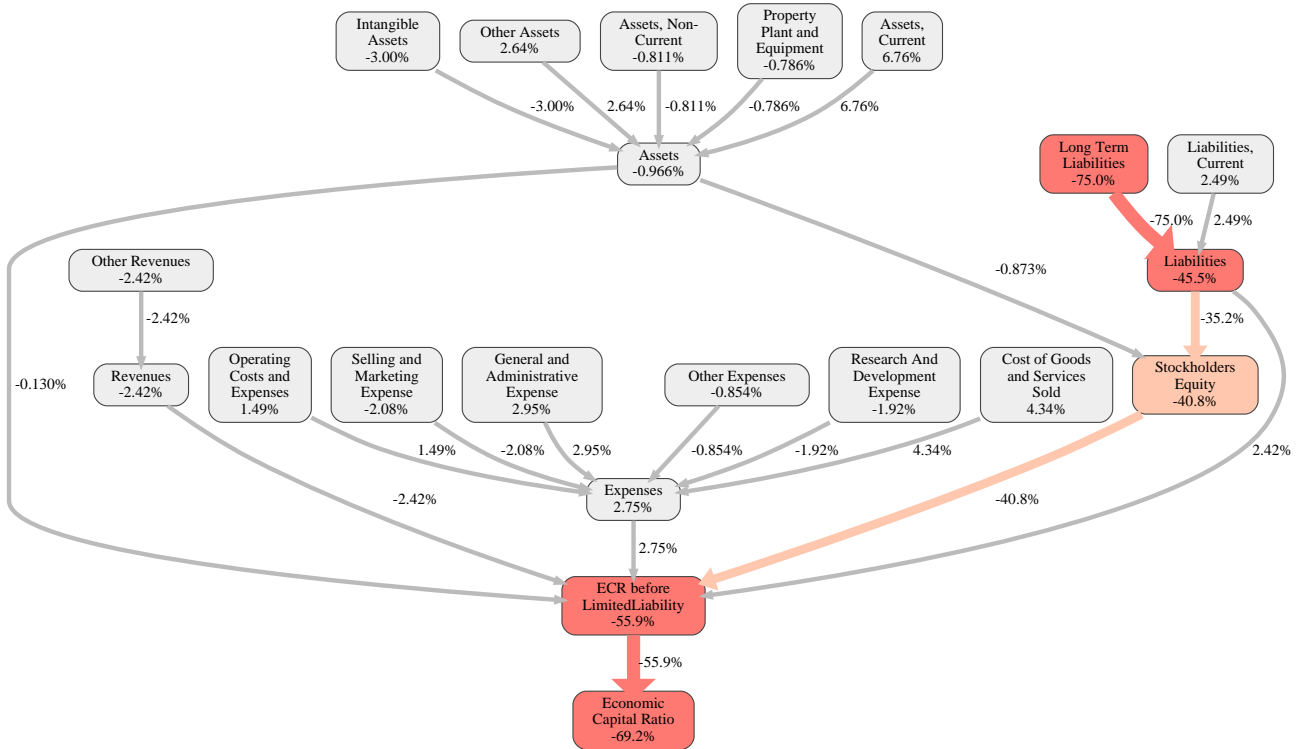 Intangible
Assets
-3.00%
Other Assets
2.64%
Assets, Non-
Current
-0.811%
Property
Plant and
Equipment
-0.786%
Assets,
Current
6.76%
-3.00%
2.64%
-0.811%
-0.786%
6.76%
Assets
-0.966%
Long Term
Liabilities
-75.0%
Liabilities,
Current
2.49%
-75.0%
2.49%
Other Revenues
-2.42%
-0.873%
Liabilities
-45.5%
-2.42%
-35.2%
-0.130%
Revenues
-2.42%
Operating
Costs and
Expenses
1.49%
Selling and
Marketing
Expense
-2.08%
General and
Administrative
Expense
2.95%
Other Expenses
-0.854%
Research And
Development
Expense
-1.92%
Cost of Goods
and Services
Sold
4.34%
Stockholders
Equity
-40.8%
1.49%
-2.08%
2.95%
-0.854%
-1.92%
4.34%
2.42%
-2.42%
Expenses
2.75%
-40.8%
2.75%
ECR before
LimitedLiability
-55.9%
-55.9%
Economic
Capital Ratio
-69.2%